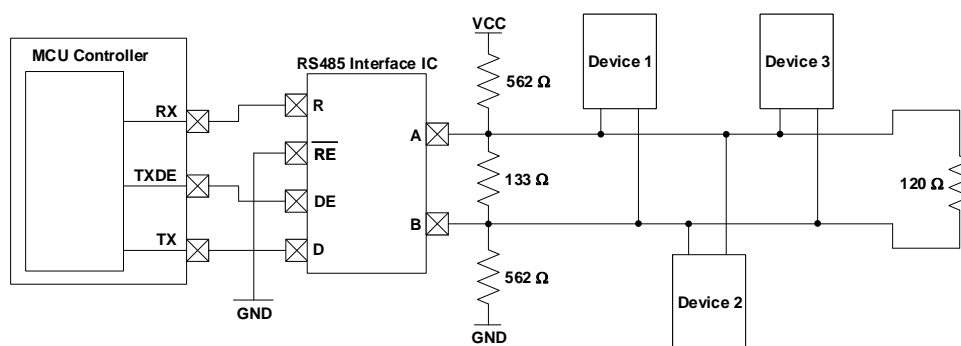 MCU Controller
RX
TXDE
TX
RS485 Interface IC
R
RE
DE
D
A
B
GND
VCC
562 Ω
133 Ω
562 Ω
GND
Device 1
Device 2
Device 3
120 Ω